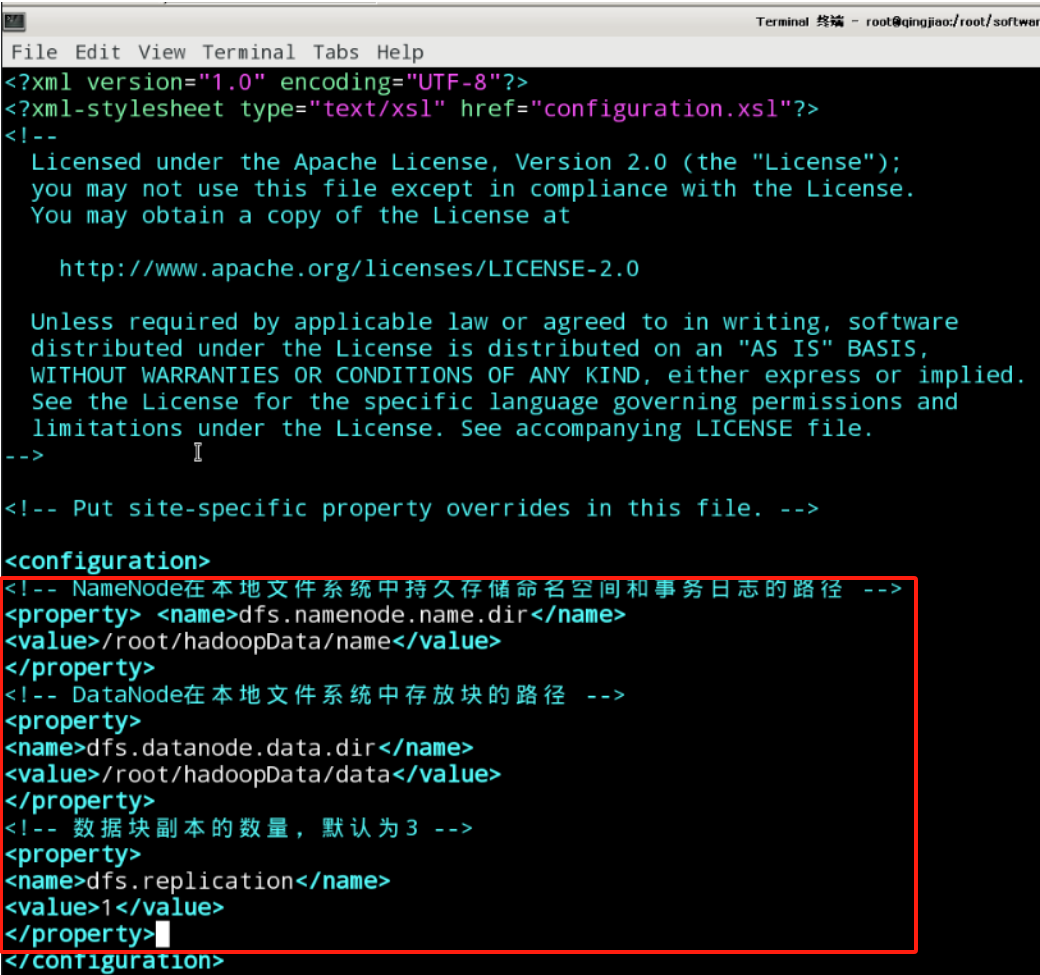 Terminal 终端 - root@qingjiao:/root/softwar
File Edit View Terminal Tabs Help
<?xml version="1.0" encoding="UTF-8"?>
<?xml-stylesheet type="text/xsl" href="configuration.xsl"?>
<!--
  Licensed under the Apache License, Version 2.0 (the "License");
  you may not use this file except in compliance with the License.
  You may obtain a copy of the License at

    http://www.apache.org/licenses/LICENSE-2.0

  Unless required by applicable law or agreed to in writing, software
  distributed under the License is distributed on an "AS IS" BASIS,
  WITHOUT WARRANTIES OR CONDITIONS OF ANY KIND, either express or implied.
  See the License for the specific language governing permissions and
  limitations under the License. See accompanying LICENSE file.
-->

<!-- Put site-specific property overrides in this file. -->

<configuration>
<!-- NameNode在本地文件系统中持久存储命名空间和事务日志的路径 -->
<property> <name>dfs.namenode.name.dir</name>
<value>/root/hadoopData/name</value>
</property>
<!-- DataNode在本地文件系统中存放块的路径 -->
<property>
<name>dfs.datanode.data.dir</name>
<value>/root/hadoopData/data</value>
</property>
<!-- 数据块副本的数量，默认为3 -->
<property>
<name>dfs.replication</name>
<value>1</value>
</property>
</configuration>